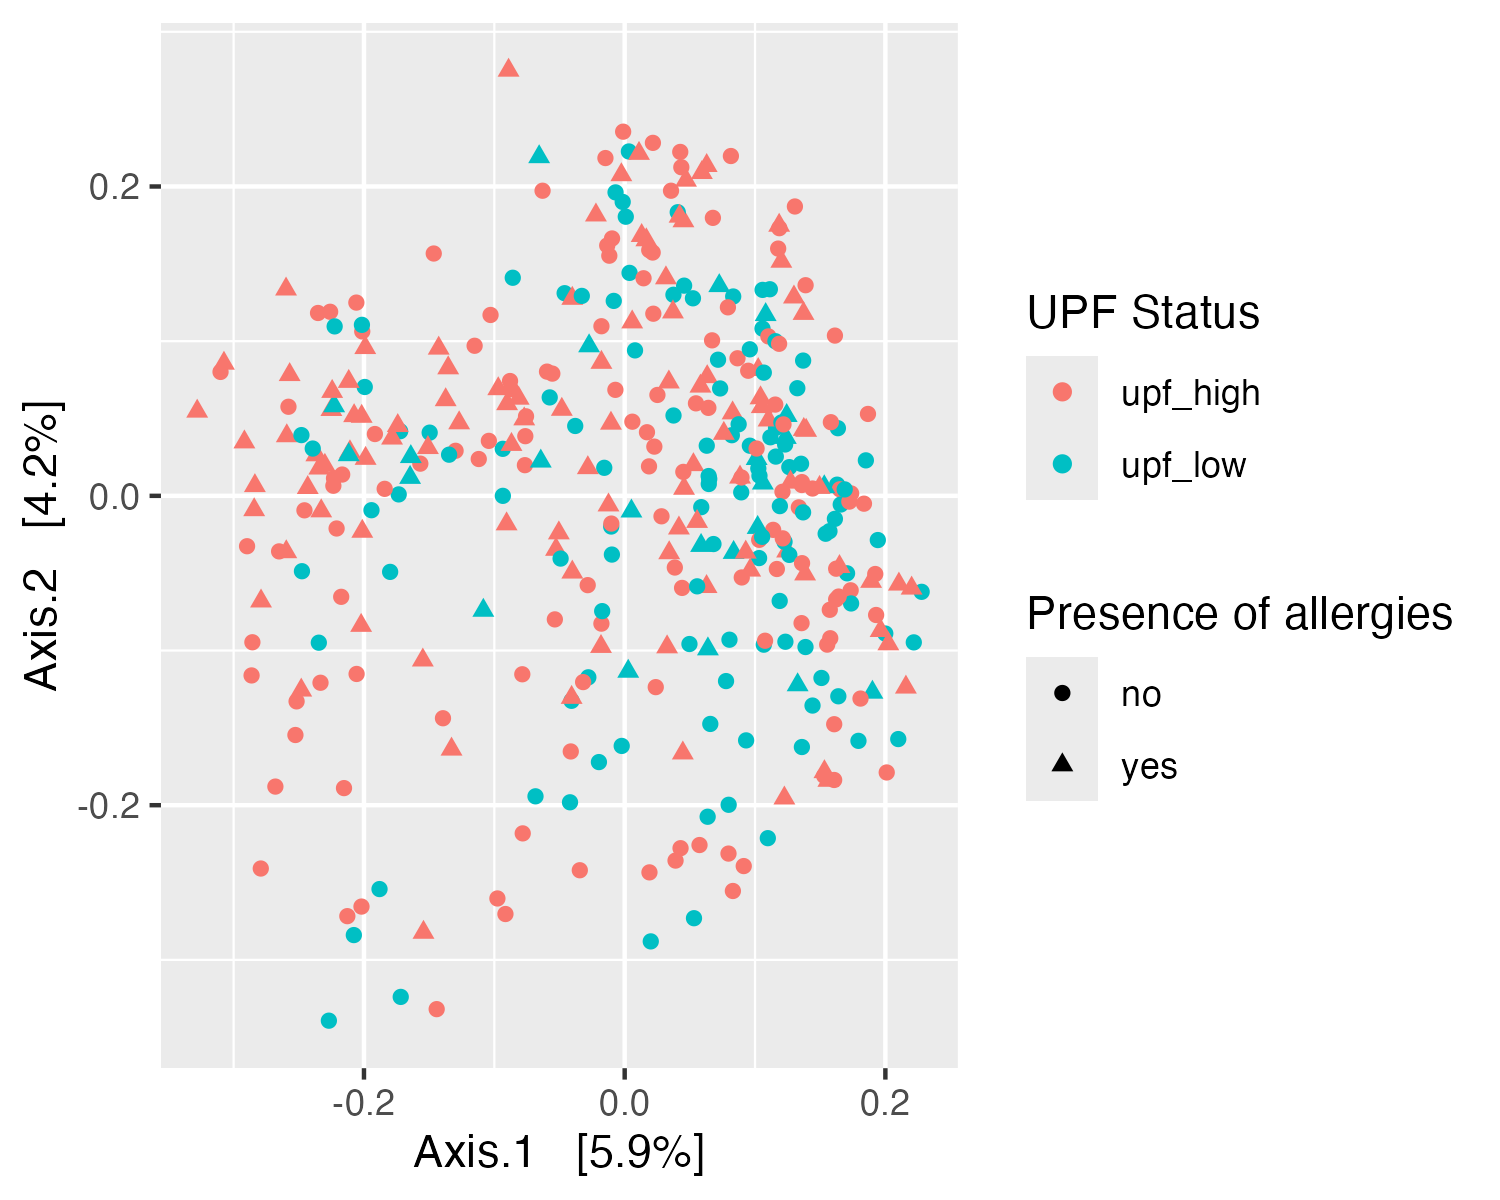 0.2
0.0
-0.2
Axis.2 [4.2%]
-0.2
0.0
0.2
Axis.1 [5.9%]
UPF Status
upf_high
upf_low
Presence of allergies
no
yes